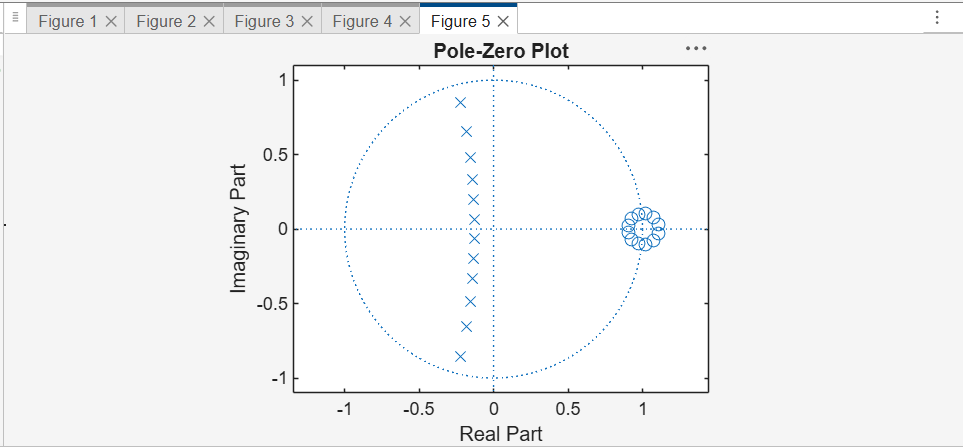 Figure 1 Figure 2 Figure 3 Figure 4 Figure 5
Pole-Zero Plot
1
0.5
0
-0.5
-1
Imaginary Part
-1 -0.5 0 0.5 1
Real Part